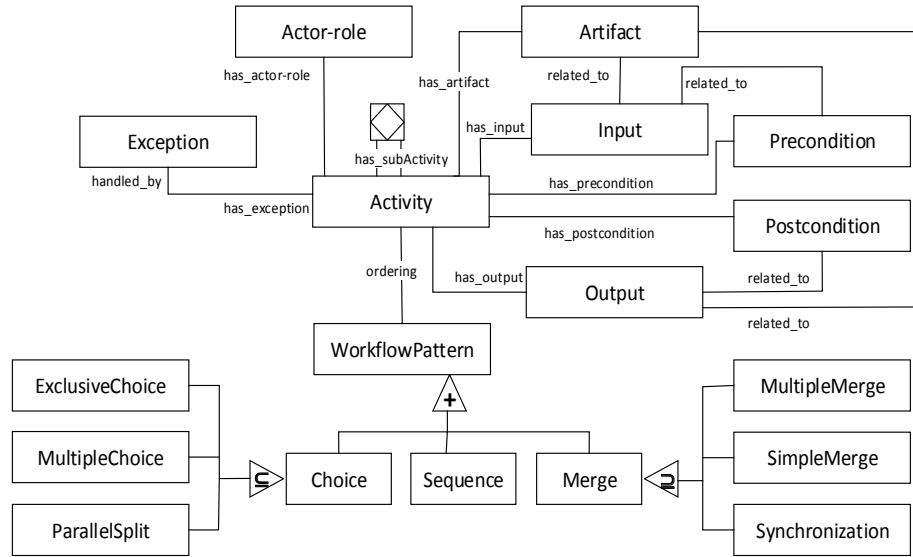 Actor-role
Artifact
has_actor-role
has_artifact
related_to
related_to
Exception
has_input
Input
Precondition
has_subActivity
handled_by
has_precondition
has_exception
Activity
Postcondition
has_postcondition
ordering
has_output
Output
related_to
related_to
WorkflowPattern
ExclusiveChoice
MultipleMerge
+
MultipleChoice
SimpleMerge
⊆
Choice
Sequence
Merge
⊇
ParallelSplit
Synchronization